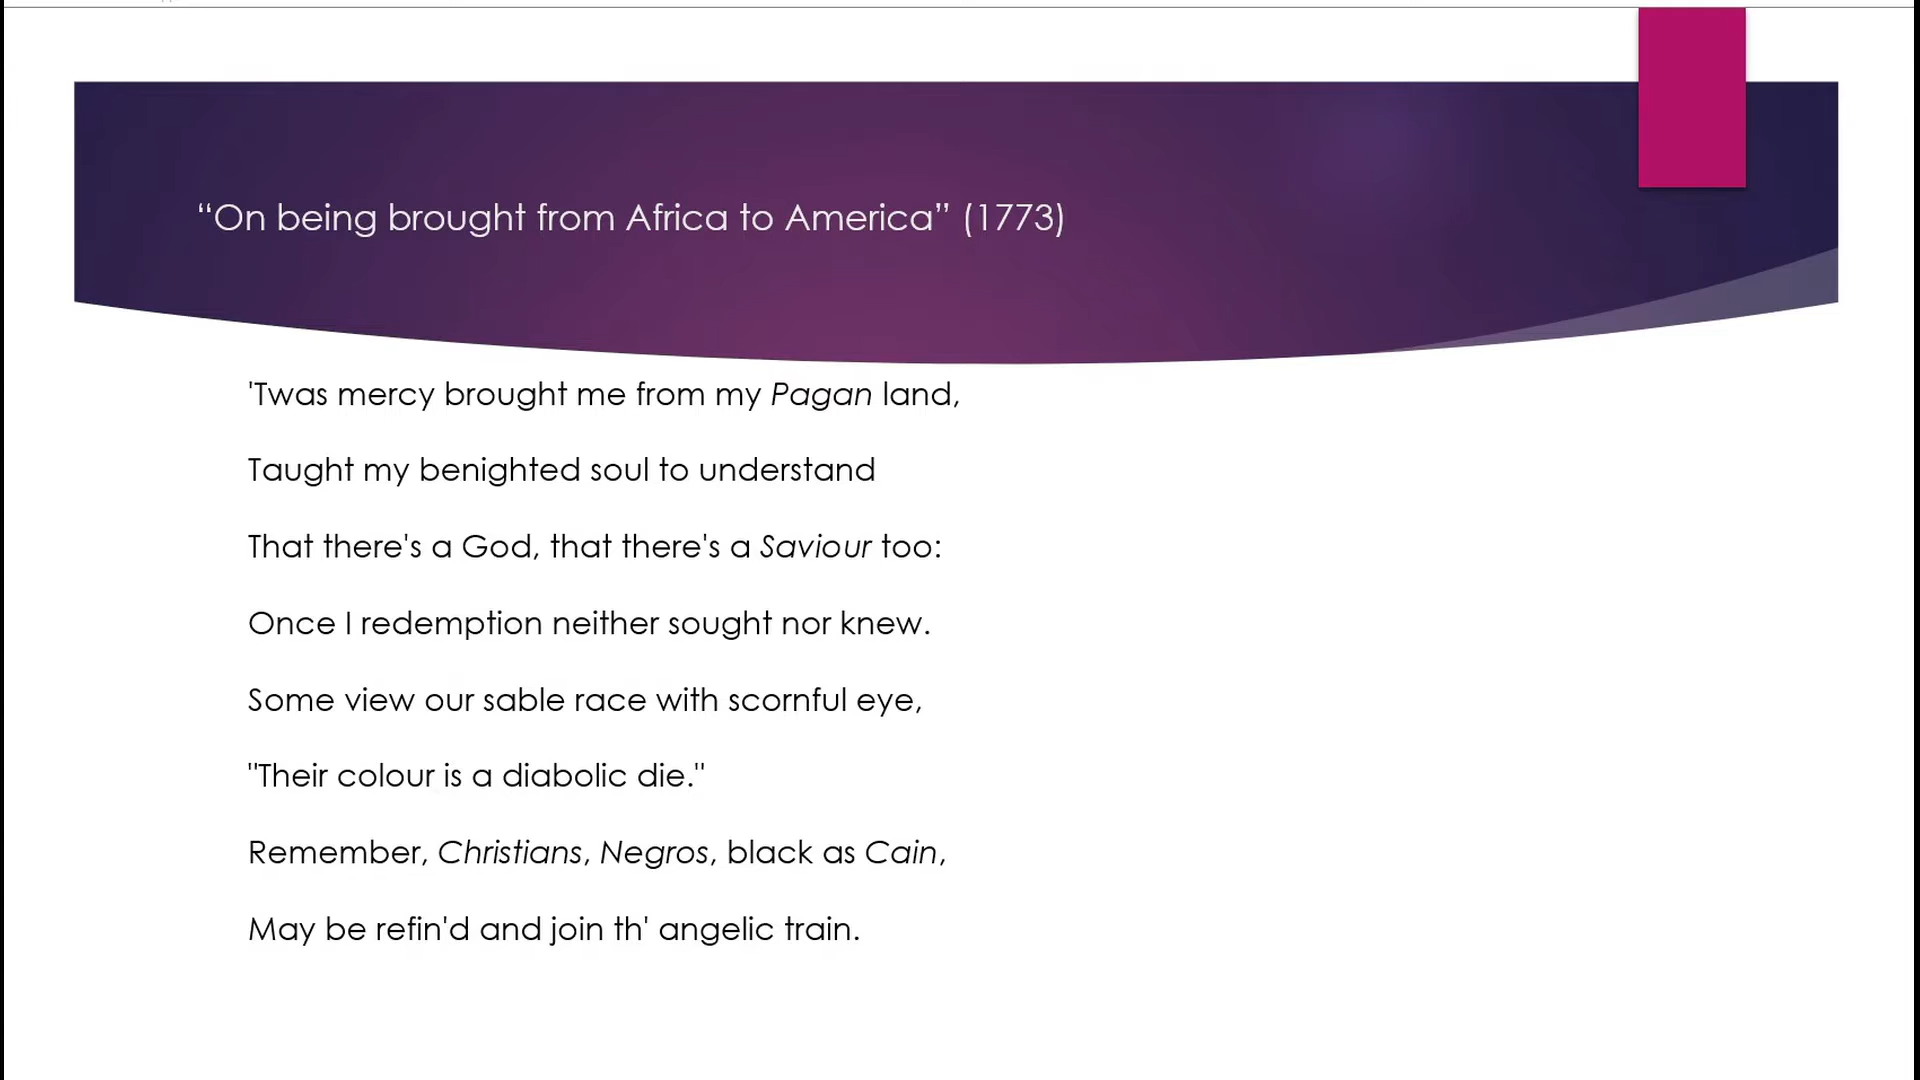 “On being brought from Africa to America” (1773)
'Twas mercy brought me from my Pagan land,
Taught my benighted soul to understand
That there's a God, that there's a Saviour too:
Once I redemption neither sought nor knew.
Some view our sable race with scornful eye,
"Their colour is a diabolic die."
Remember, Christians, Negros, black as Cain,
May be refin'd and join th' angelic train.